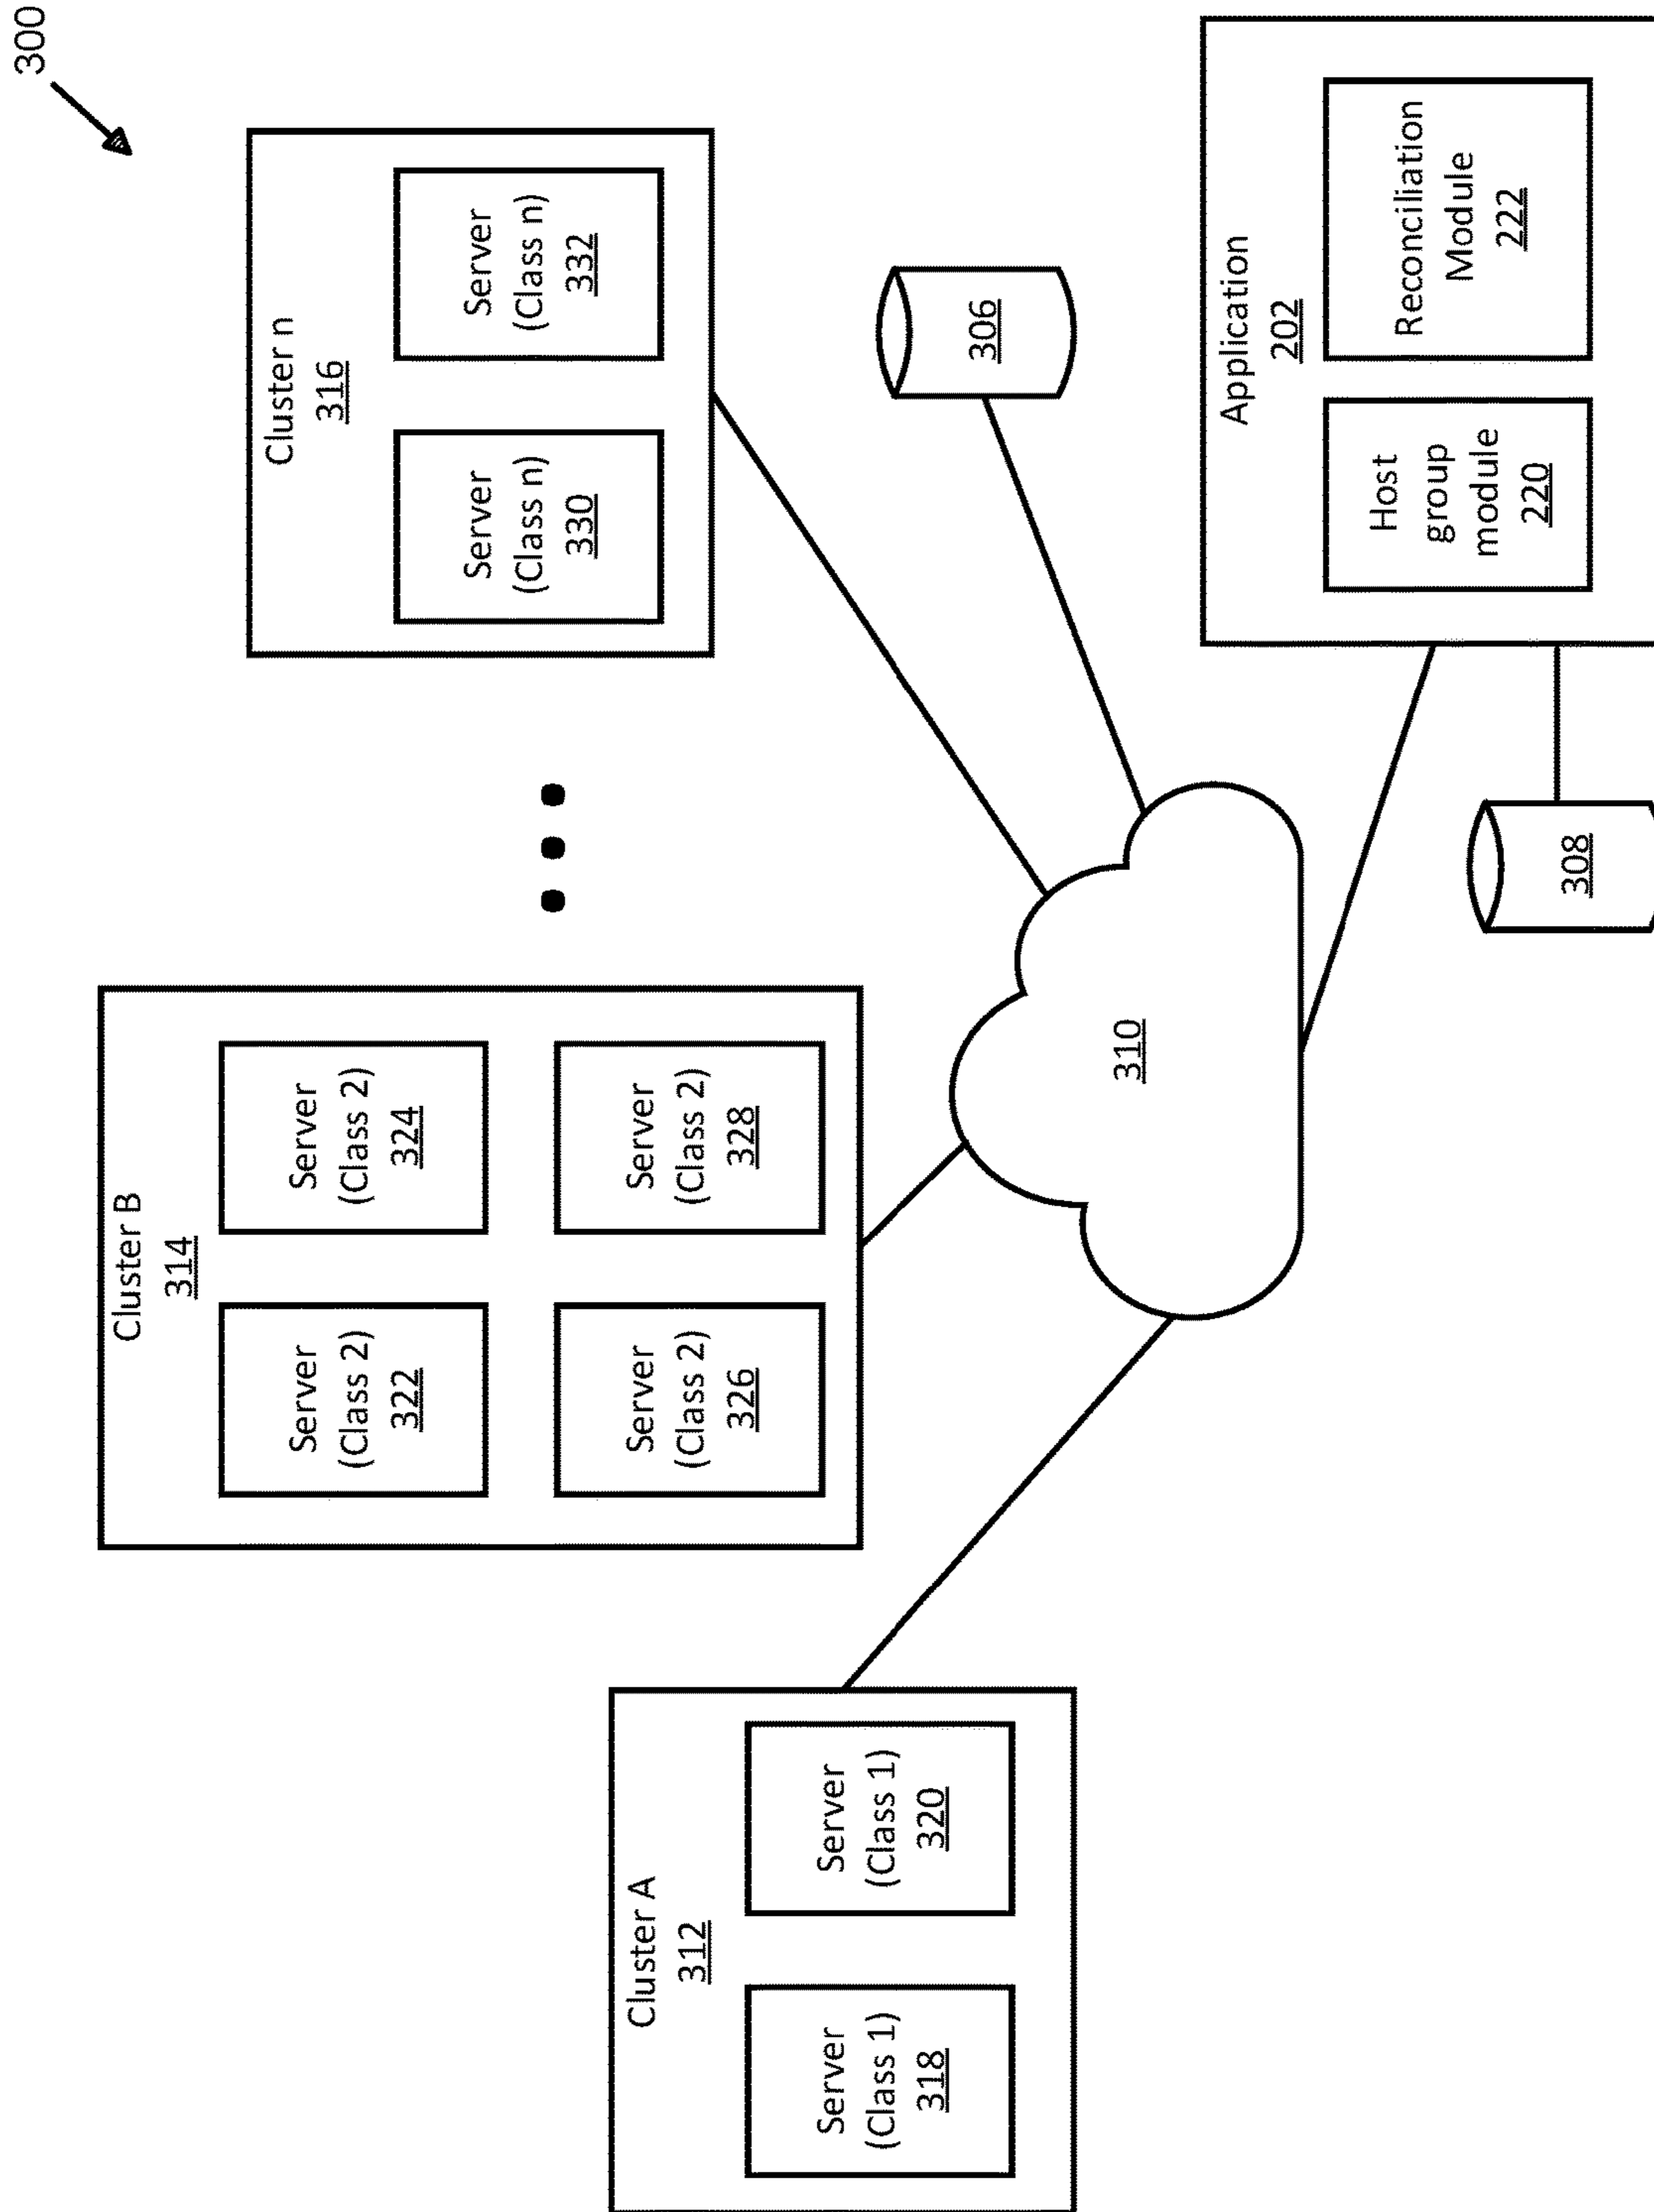 300
Cluster A
312
Server
(Class 1)
318
Server
(Class 1)
320
Cluster B
314
Server
(Class 2)
322
Server
(Class 2)
324
Server
(Class 2)
326
Server
(Class 2)
328
Cluster n
316
Server
(Class n)
330
Server
(Class n)
332
306
310
308
Application
202
Host
group
module
220
Reconciliation
Module
222